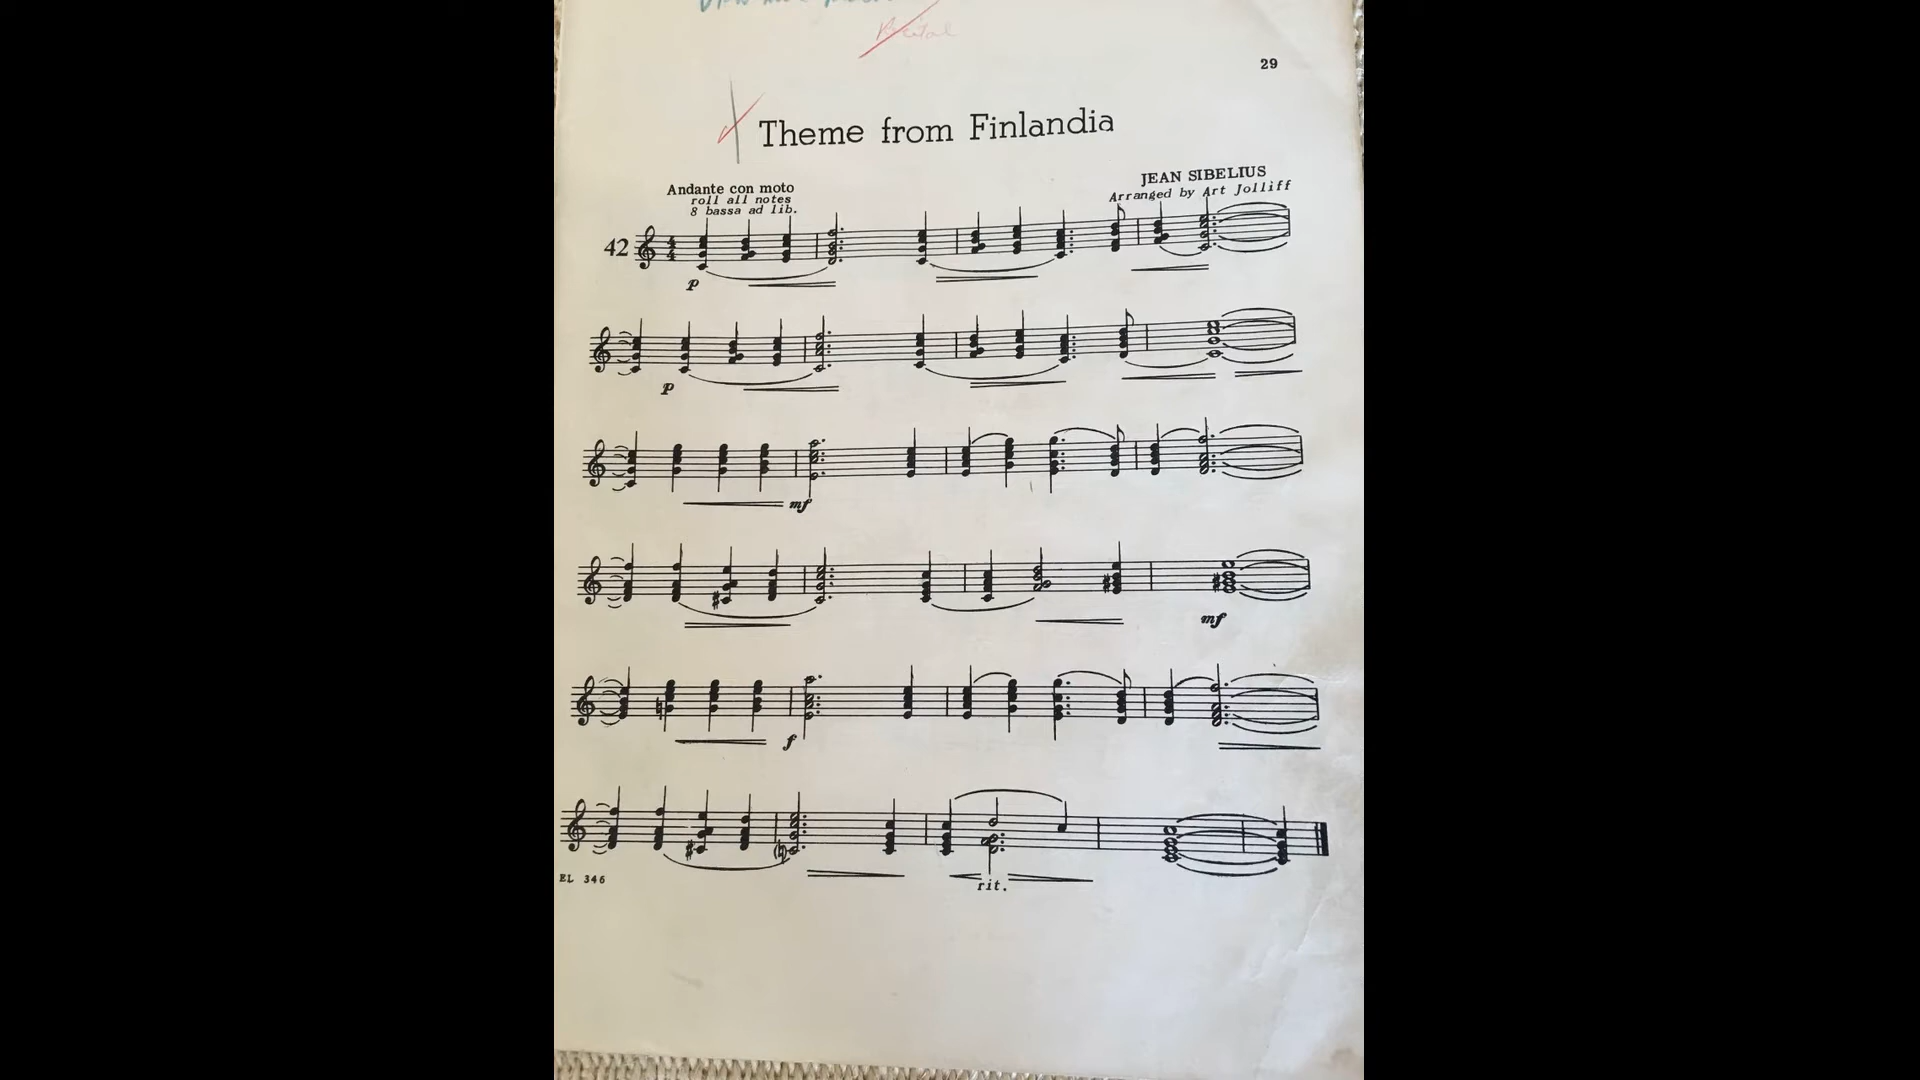 29
Theme from Finlandia
JEAN SIBELIUS
Arranged by Art Jolliff
Andante con moto
roll all notes
8 bassa ad lib.
42
p
p
mf
mf
f
rit.
EL 346